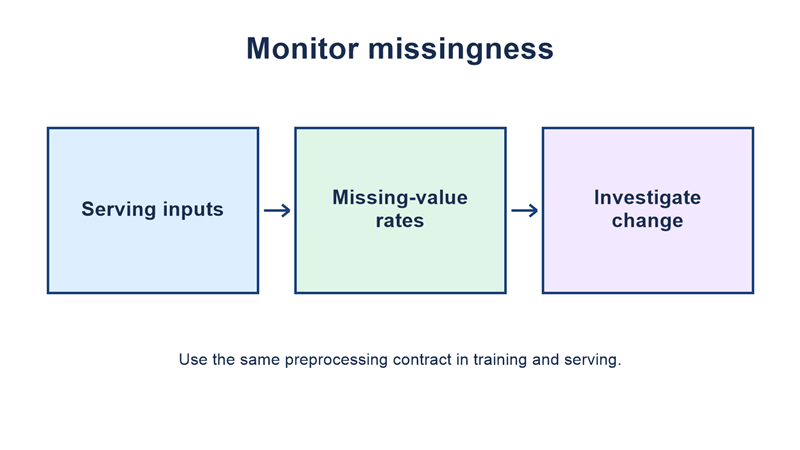 Monitor missingness
Serving inputs
Missing-value
rates
Investigate
change
Use the same preprocessing contract in training and serving.